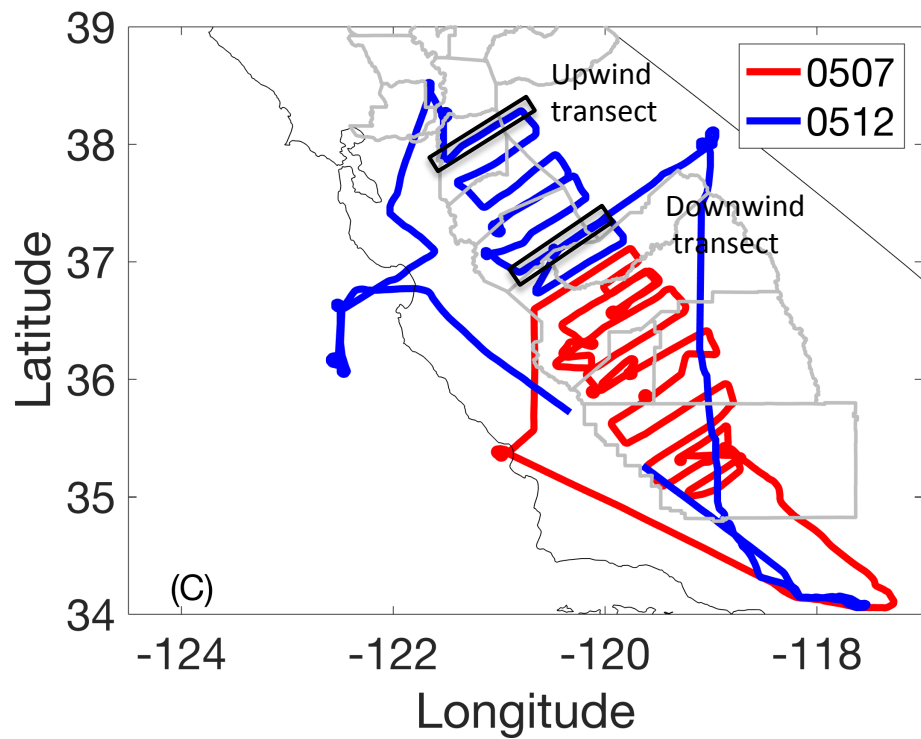 39
38
37
36
35
34
Latitude
Upwind
transect
0507
0512
Downwind
transect
(C)
-124
-122
-120
-118
Longitude